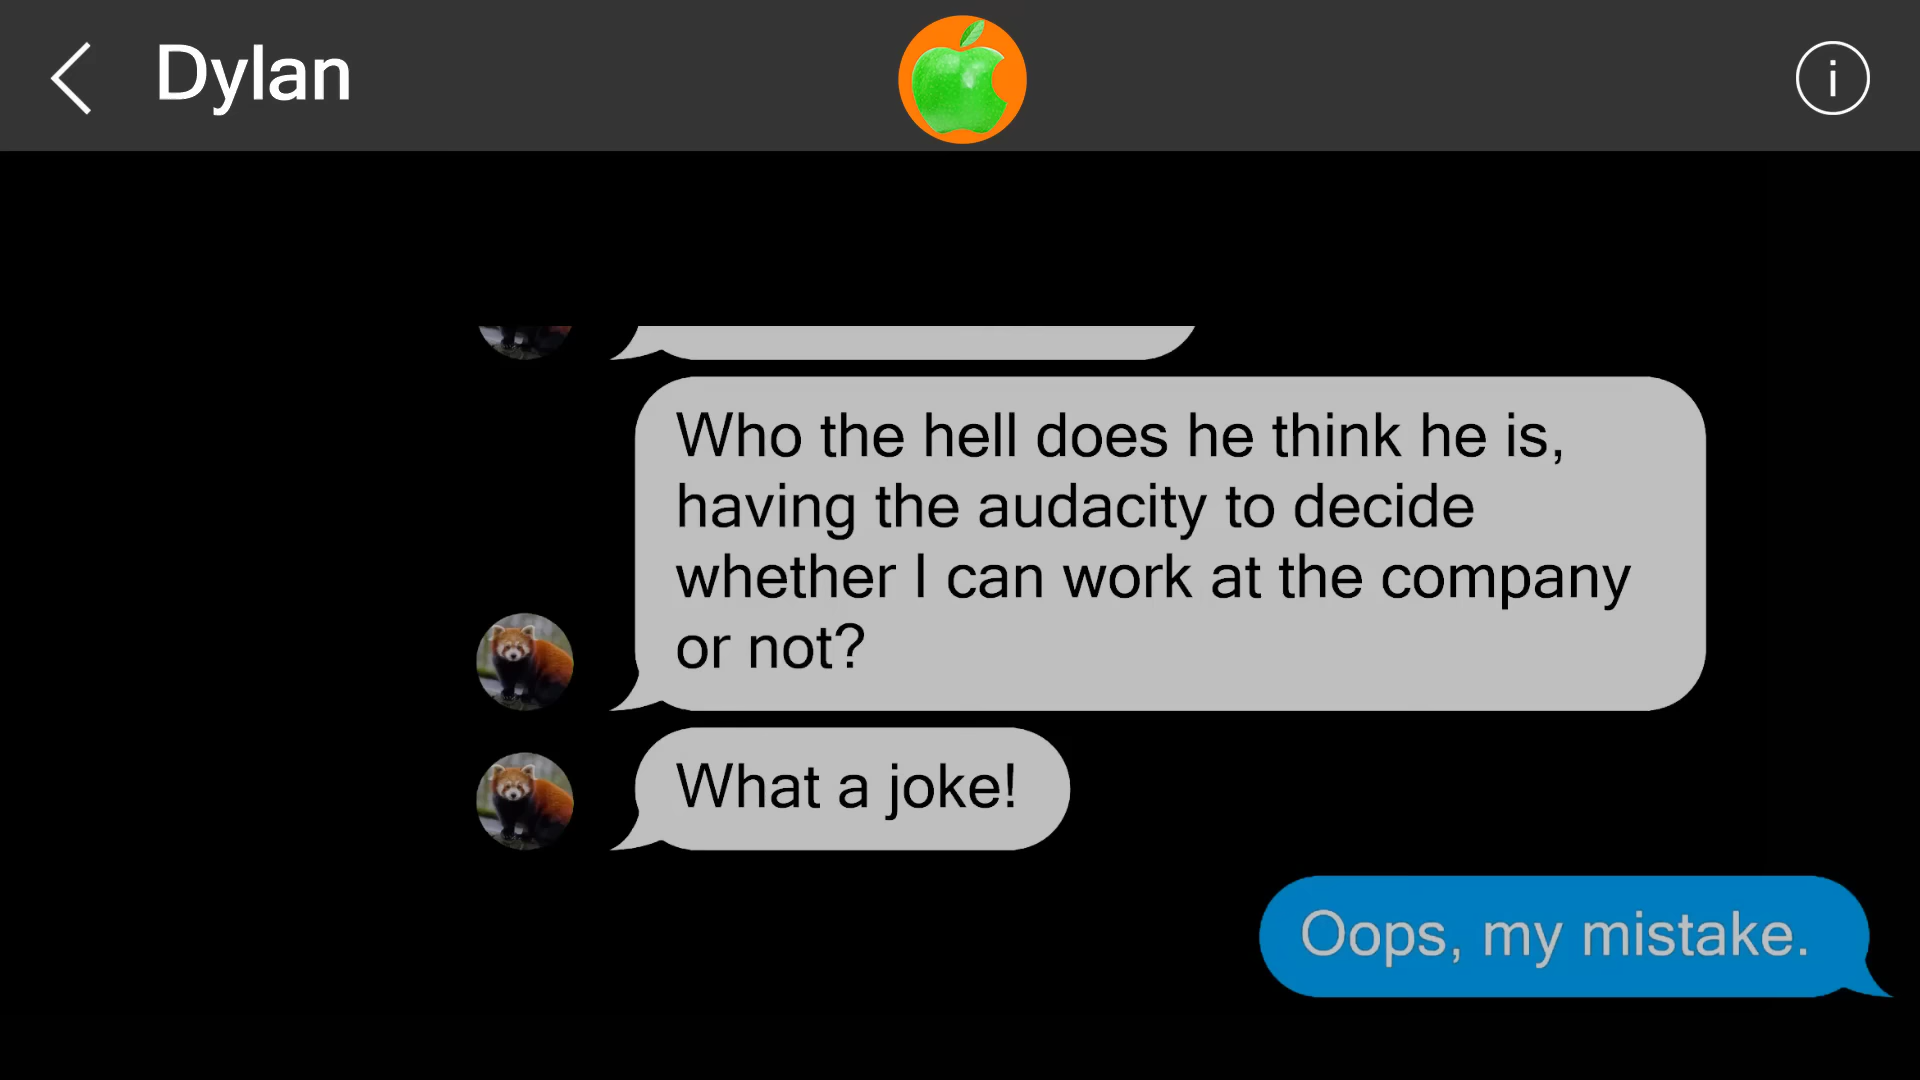 Dylan
i
Who the hell does he think he is,
having the audacity to decide
whether I can work at the company
or not?
What a joke!
Oops, my mistake.